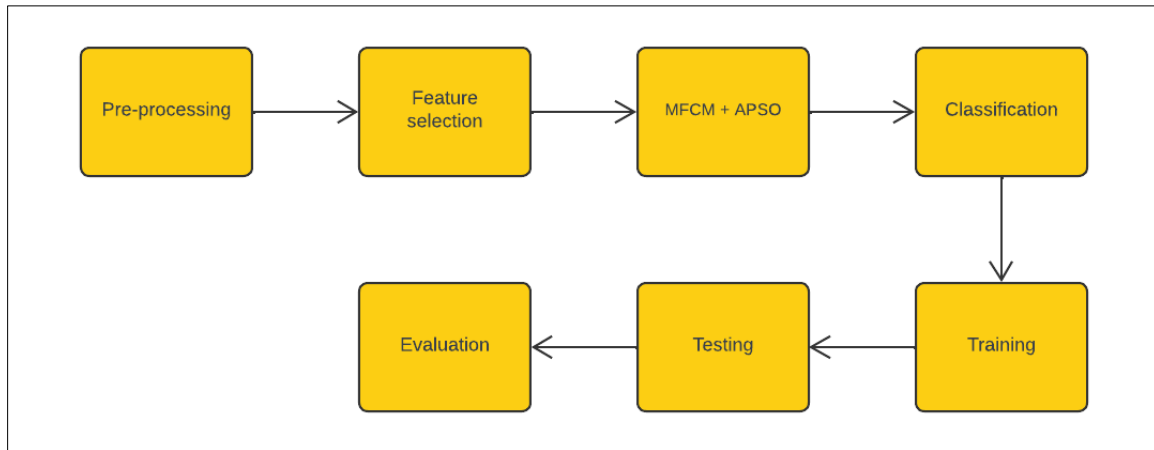 Pre-processing
Feature
selection
MFCM + APSO
Classification
Evaluation
Testing
Training